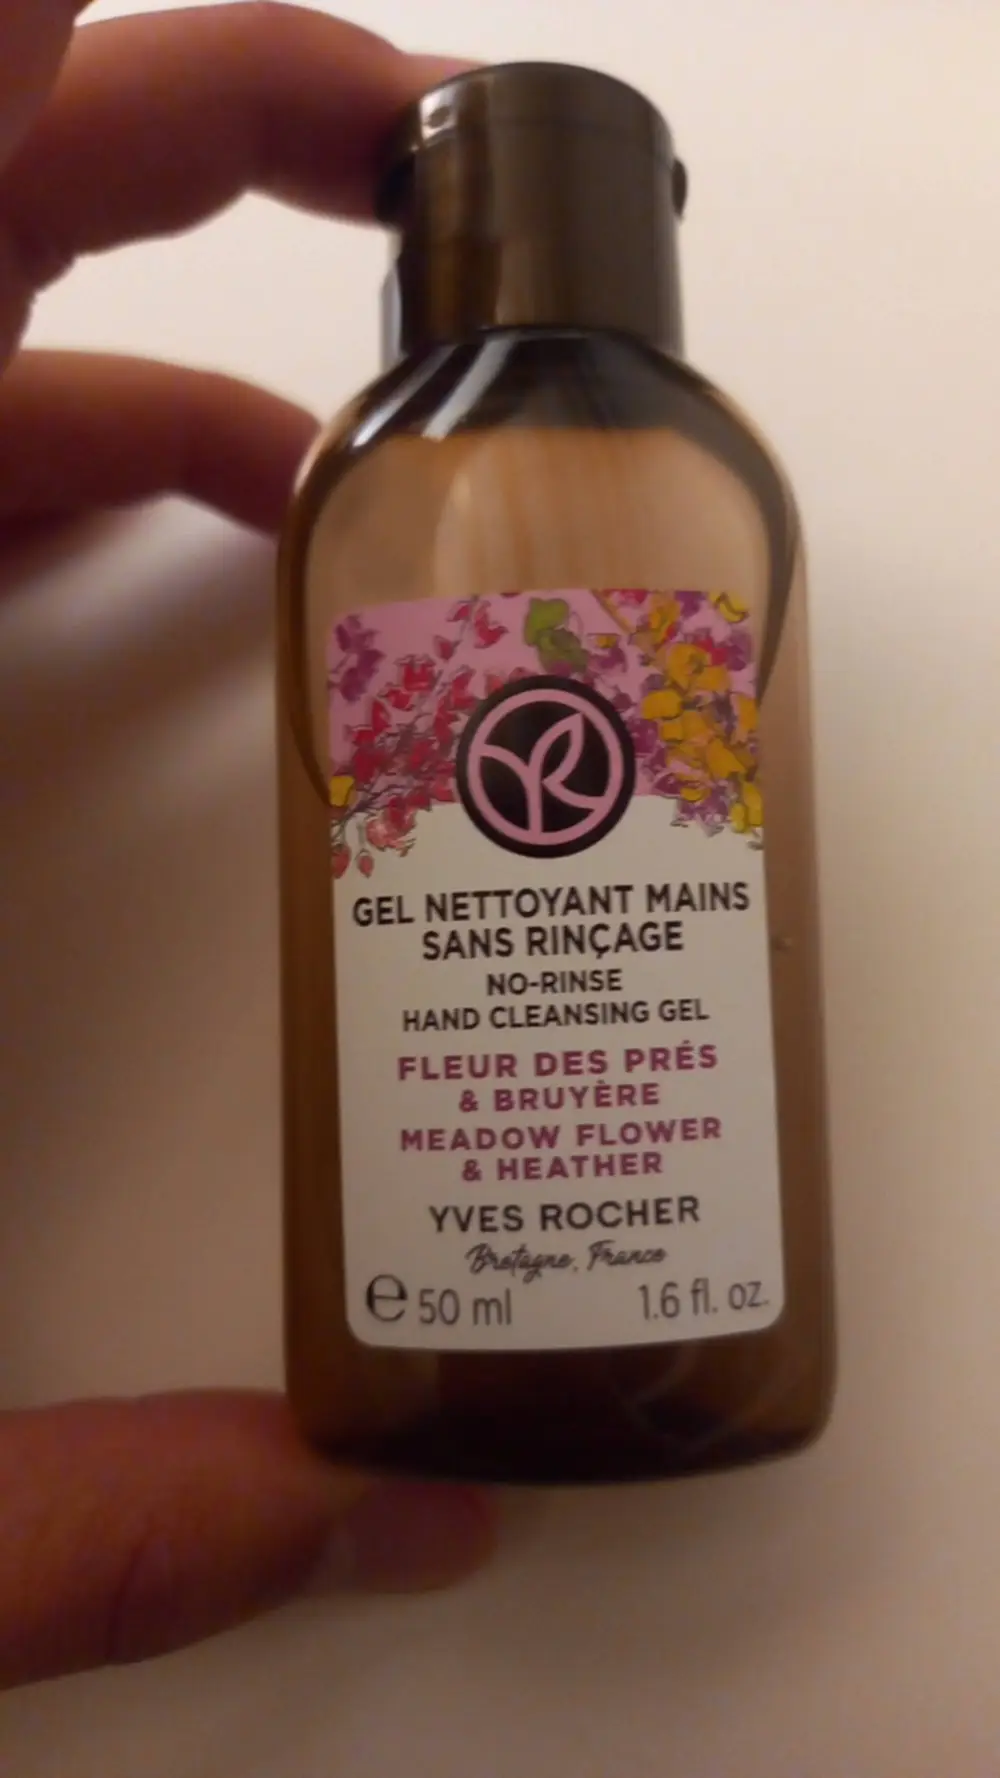 GEL NETTOYANT MAINS
SANS RINÇAGE
NO-RINSE
HAND CLEANSING GEL
FLEUR DES PRÉS
& BRUYÈRE
MEADOW FLOWER
& HEATHER
YVES ROCHER
Bretagne, France
℮ 50 ml 1.6 fl. oz.